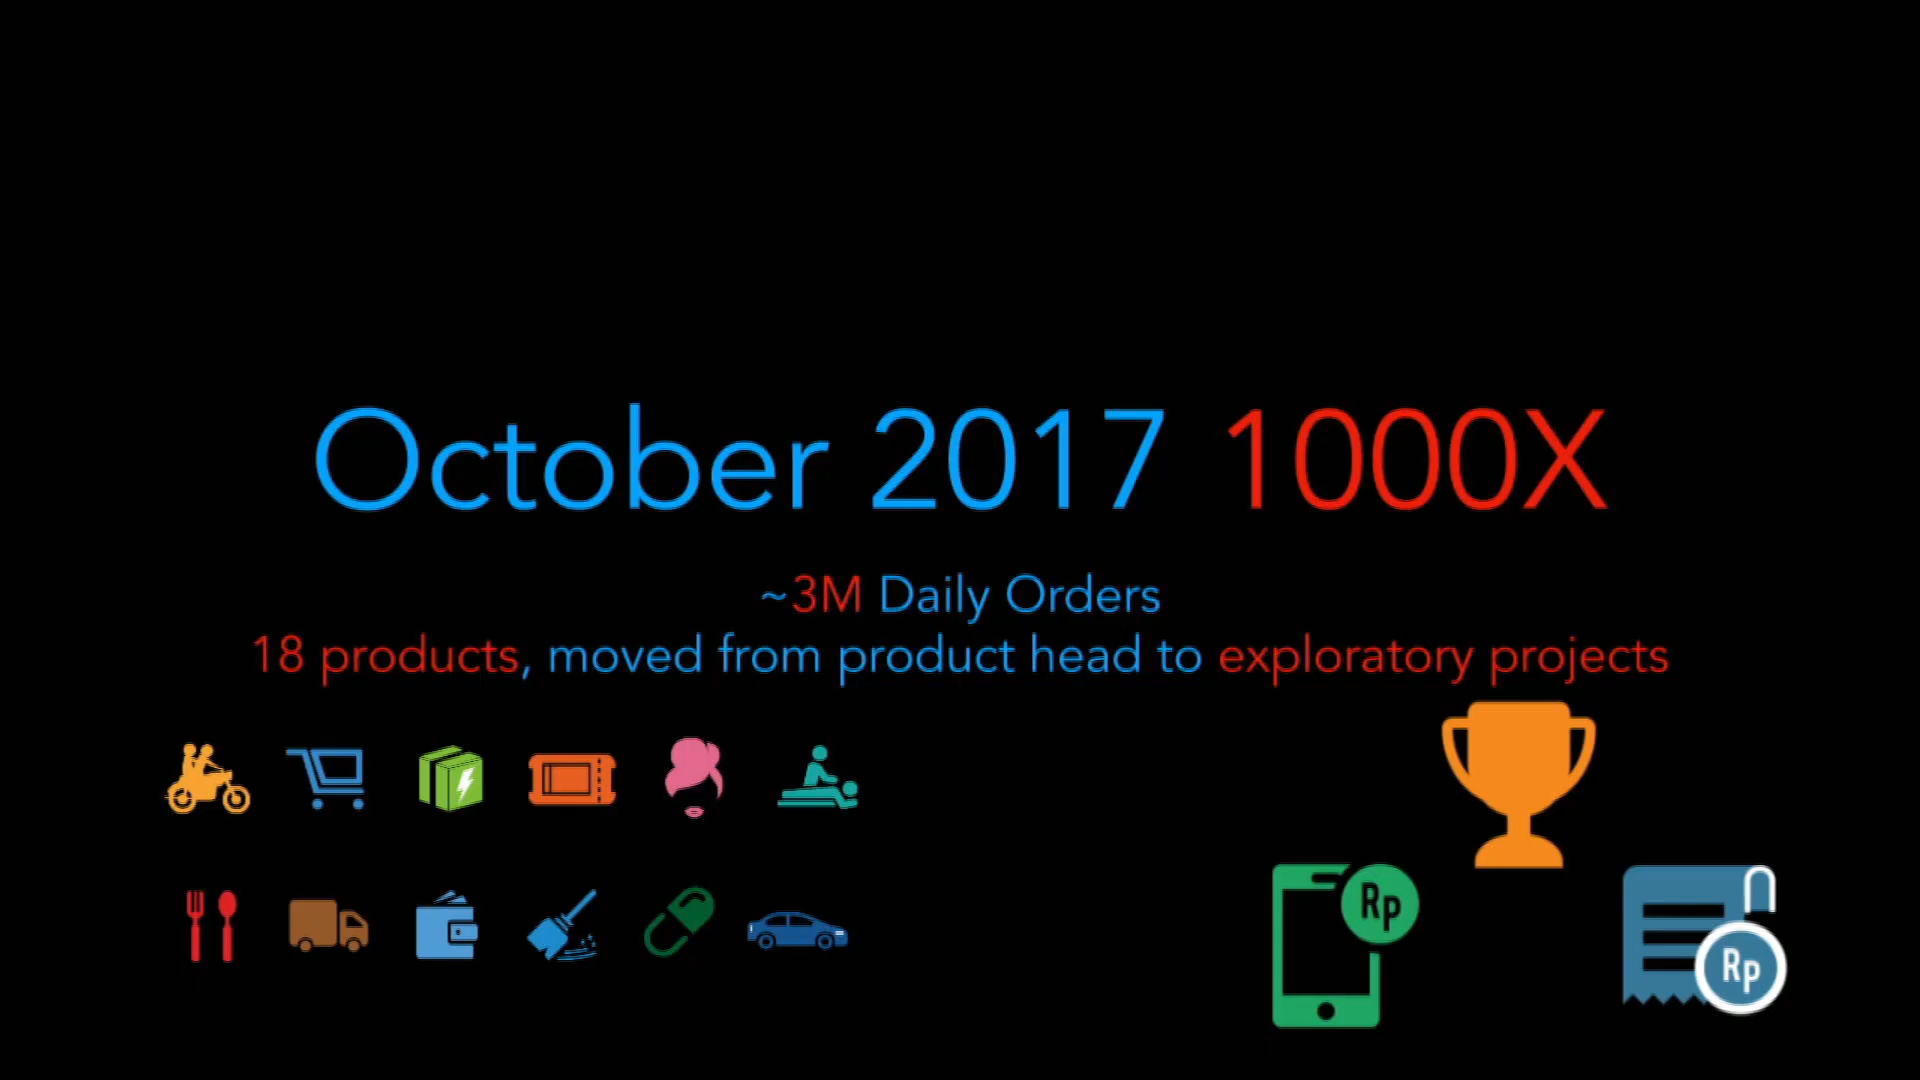 October 2017 1000X
~3M Daily Orders
18 products, moved from product head to exploratory projects
Rp
Rp